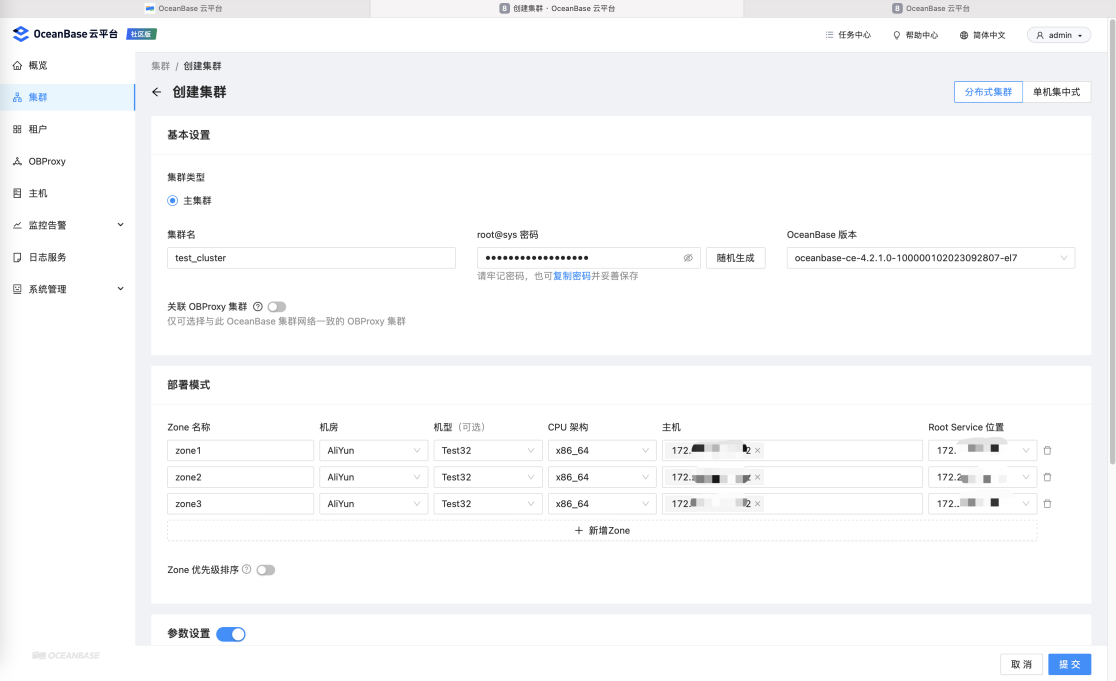 OceanBase 云平台
创建集群 · OceanBase 云平台
OceanBase 云平台
OceanBase 云平台 社区版
任务中心 帮助中心 简体中文 admin
概览
集群
租户
OBProxy
主机
监控告警
日志服务
系统管理
集群 / 创建集群
创建集群
分布式集群 单机集中式
基本设置
集群类型
主集群
集群名 root@sys 密码 OceanBase 版本
test_cluster 随机生成 oceanbase-ce-4.2.1.0-100000102023092807-el7
请牢记密码，也可复制密码并妥善保存
关联 OBProxy 集群
仅可选择与此 OceanBase 集群网络一致的 OBProxy 集群
部署模式
Zone 名称 机房 机型（可选） CPU 架构 主机 Root Service 位置
zone1 AliYun Test32 x86_64 172. 2 × 172.
zone2 AliYun Test32 x86_64 172. × 172.2
zone3 AliYun Test32 x86_64 172. 2 × 172..
+ 新增Zone
Zone 优先级排序
参数设置
OCEANBASE
取消 提交